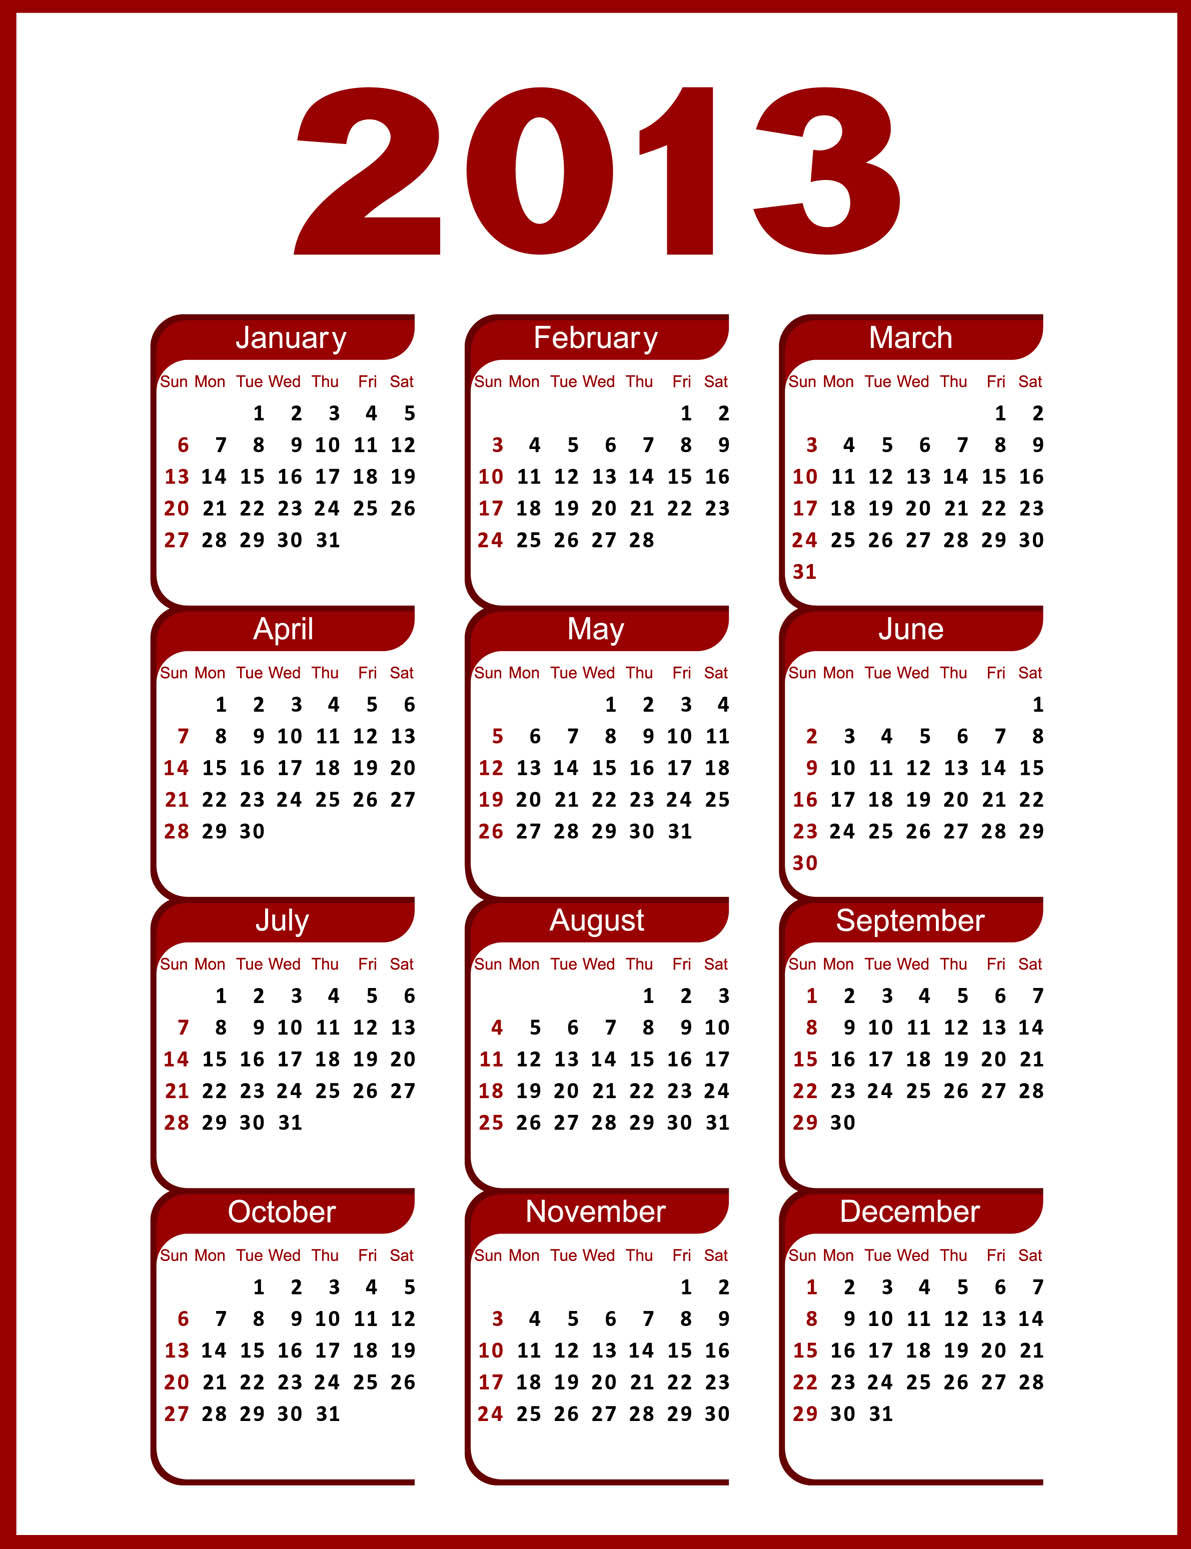 2013
January
Sun Mon Tue Wed Thu Fri Sat
1 2 3 4 5
6 7 8 9 10 11 12
13 14 15 16 17 18 19
20 21 22 23 24 25 26
27 28 29 30 31
February
Sun Mon Tue Wed Thu Fri Sat
1 2
3 4 5 6 7 8 9
10 11 12 13 14 15 16
17 18 19 20 21 22 23
24 25 26 27 28
March
Sun Mon Tue Wed Thu Fri Sat
1 2
3 4 5 6 7 8 9
10 11 12 13 14 15 16
17 18 19 20 21 22 23
24 25 26 27 28 29 30
31
April
Sun Mon Tue Wed Thu Fri Sat
1 2 3 4 5 6
7 8 9 10 11 12 13
14 15 16 17 18 19 20
21 22 23 24 25 26 27
28 29 30
May
Sun Mon Tue Wed Thu Fri Sat
1 2 3 4
5 6 7 8 9 10 11
12 13 14 15 16 17 18
19 20 21 22 23 24 25
26 27 28 29 30 31
June
Sun Mon Tue Wed Thu Fri Sat
1
2 3 4 5 6 7 8
9 10 11 12 13 14 15
16 17 18 19 20 21 22
23 24 25 26 27 28 29
30
July
Sun Mon Tue Wed Thu Fri Sat
1 2 3 4 5 6
7 8 9 10 11 12 13
14 15 16 17 18 19 20
21 22 23 24 25 26 27
28 29 30 31
August
Sun Mon Tue Wed Thu Fri Sat
1 2 3
4 5 6 7 8 9 10
11 12 13 14 15 16 17
18 19 20 21 22 23 24
25 26 27 28 29 30 31
September
Sun Mon Tue Wed Thu Fri Sat
1 2 3 4 5 6 7
8 9 10 11 12 13 14
15 16 17 18 19 20 21
22 23 24 25 26 27 28
29 30
October
Sun Mon Tue Wed Thu Fri Sat
1 2 3 4 5
6 7 8 9 10 11 12
13 14 15 16 17 18 19
20 21 22 23 24 25 26
27 28 29 30 31
November
Sun Mon Tue Wed Thu Fri Sat
1 2
3 4 5 6 7 8 9
10 11 12 13 14 15 16
17 18 19 20 21 22 23
24 25 26 27 28 29 30
December
Sun Mon Tue Wed Thu Fri Sat
1 2 3 4 5 6 7
8 9 10 11 12 13 14
15 16 17 18 19 20 21
22 23 24 25 26 27 28
29 30 31